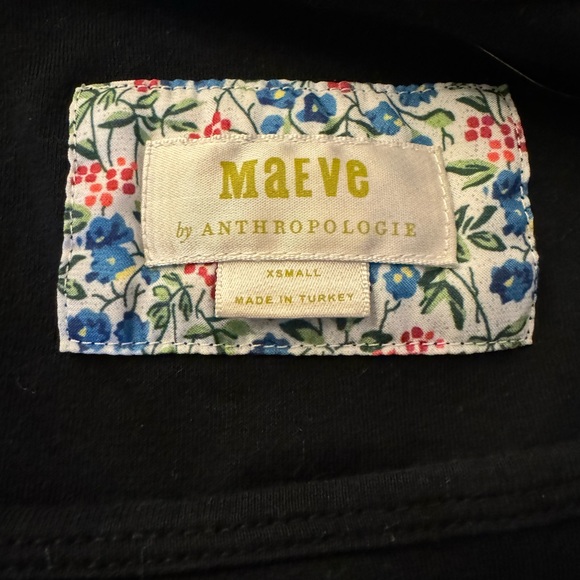 MaEVe
by ANTHROPOLOGIE
XSMALL
MADE IN TURKEY